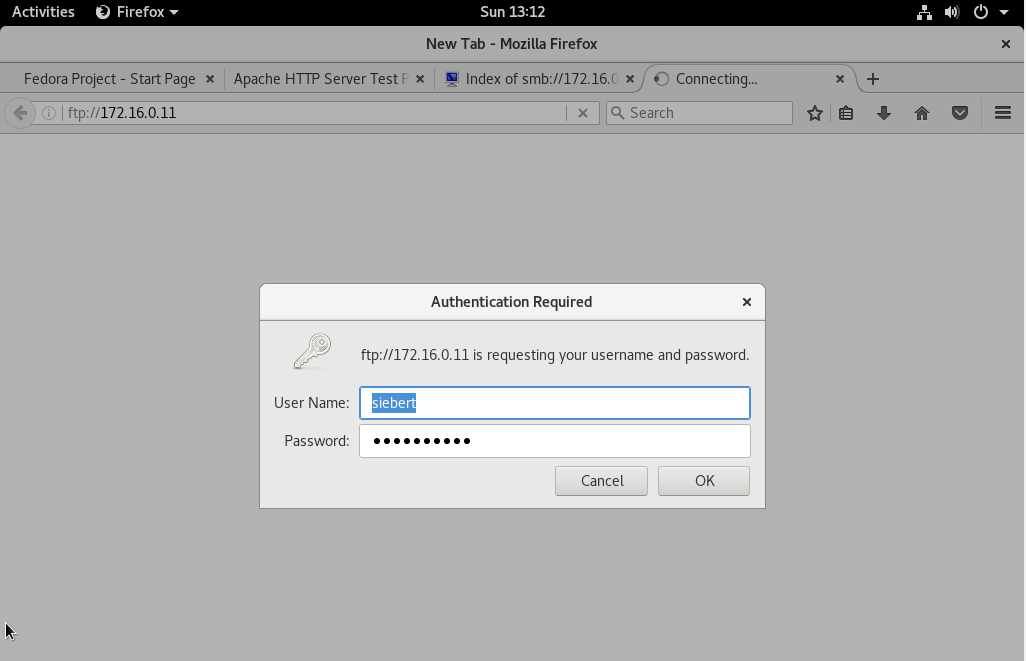 Activities Firefox Sun 13:12
New Tab - Mozilla Firefox
Fedora Project - Start Page Apache HTTP Server Test P Index of smb://172.16.0 Connecting...
ftp://172.16.0.11 Search
Authentication Required
ftp://172.16.0.11 is requesting your username and password.
User Name: siebert
Password: ●●●●●●●●●●
Cancel OK